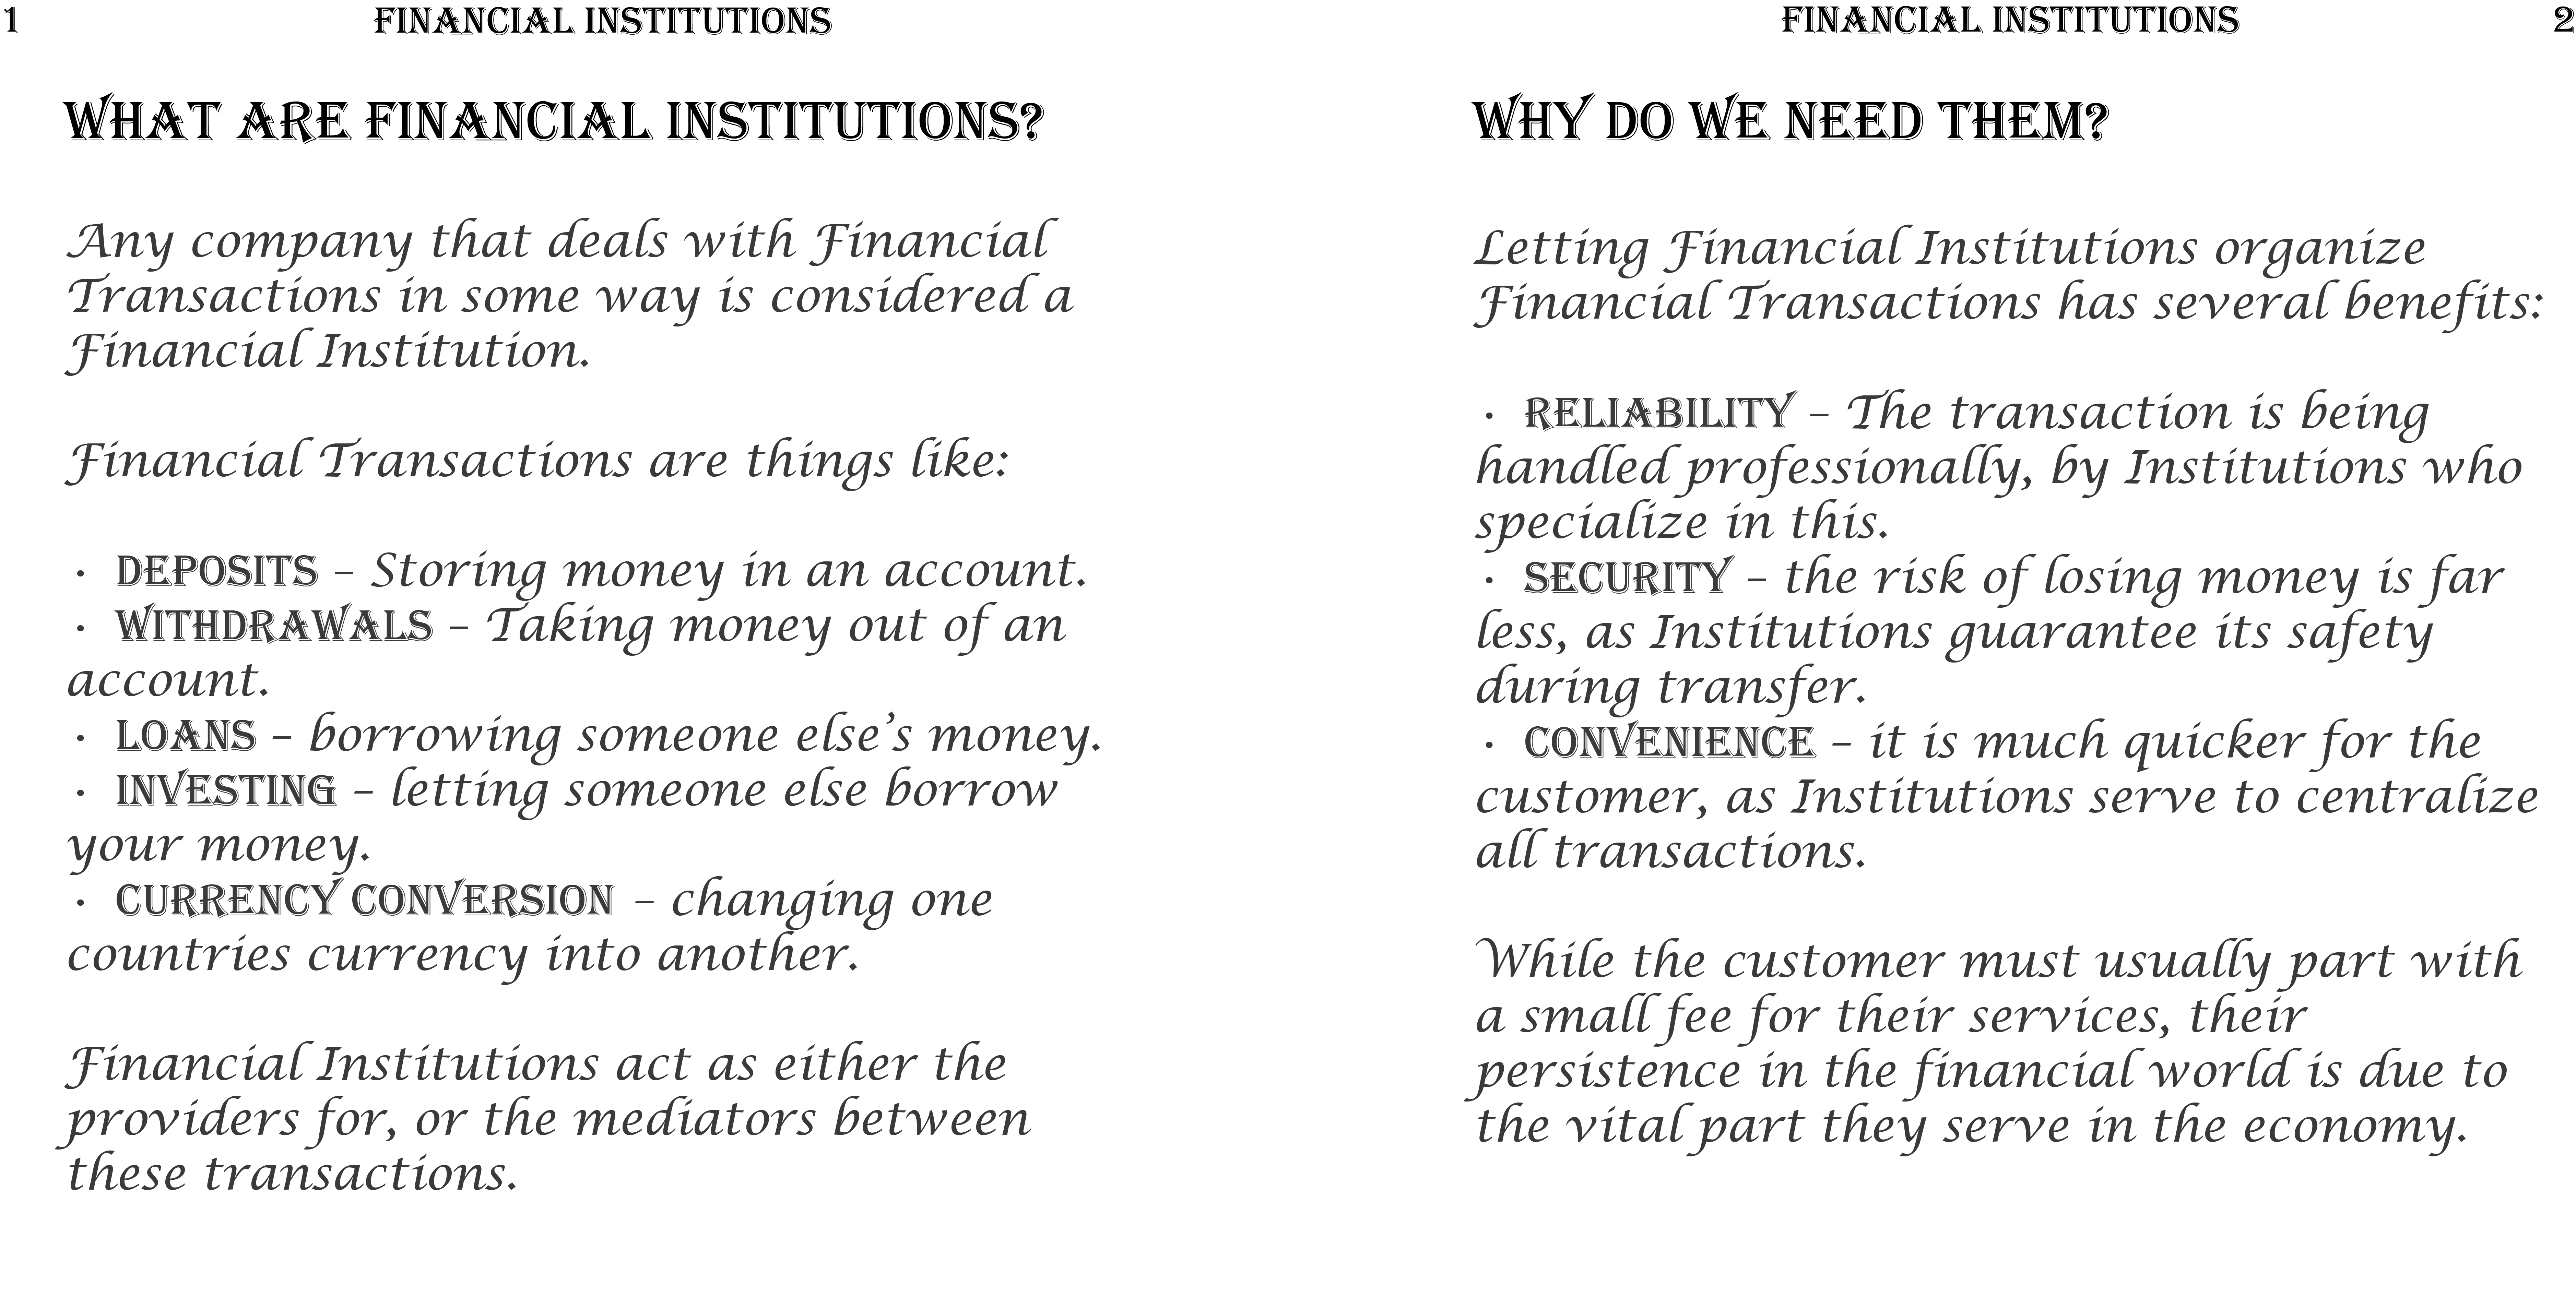 1
FINANCIAL INSTITUTIONS
WHAT ARE FINANCIAL INSTITUTIONS?
Any company that deals with Financial
Transactions in some way is considered a
Financial Institution.
Financial Transactions are things like:
· DEPOSITS – Storing money in an account.
· WITHDRAWALS – Taking money out of an
account.
· LOANS – borrowing someone else’s money.
· INVESTING – letting someone else borrow
your money.
· CURRENCY CONVERSION – changing one
countries currency into another.
Financial Institutions act as either the
providers for, or the mediators between
these transactions.
FINANCIAL INSTITUTIONS
2
WHY DO WE NEED THEM?
Letting Financial Institutions organize
Financial Transactions has several benefits:
· RELIABILITY – The transaction is being
handled professionally, by Institutions who
specialize in this.
· SECURITY – the risk of losing money is far
less, as Institutions guarantee its safety
during transfer.
· CONVENIENCE – it is much quicker for the
customer, as Institutions serve to centralize
all transactions.
While the customer must usually part with
a small fee for their services, their
persistence in the financial world is due to
the vital part they serve in the economy.